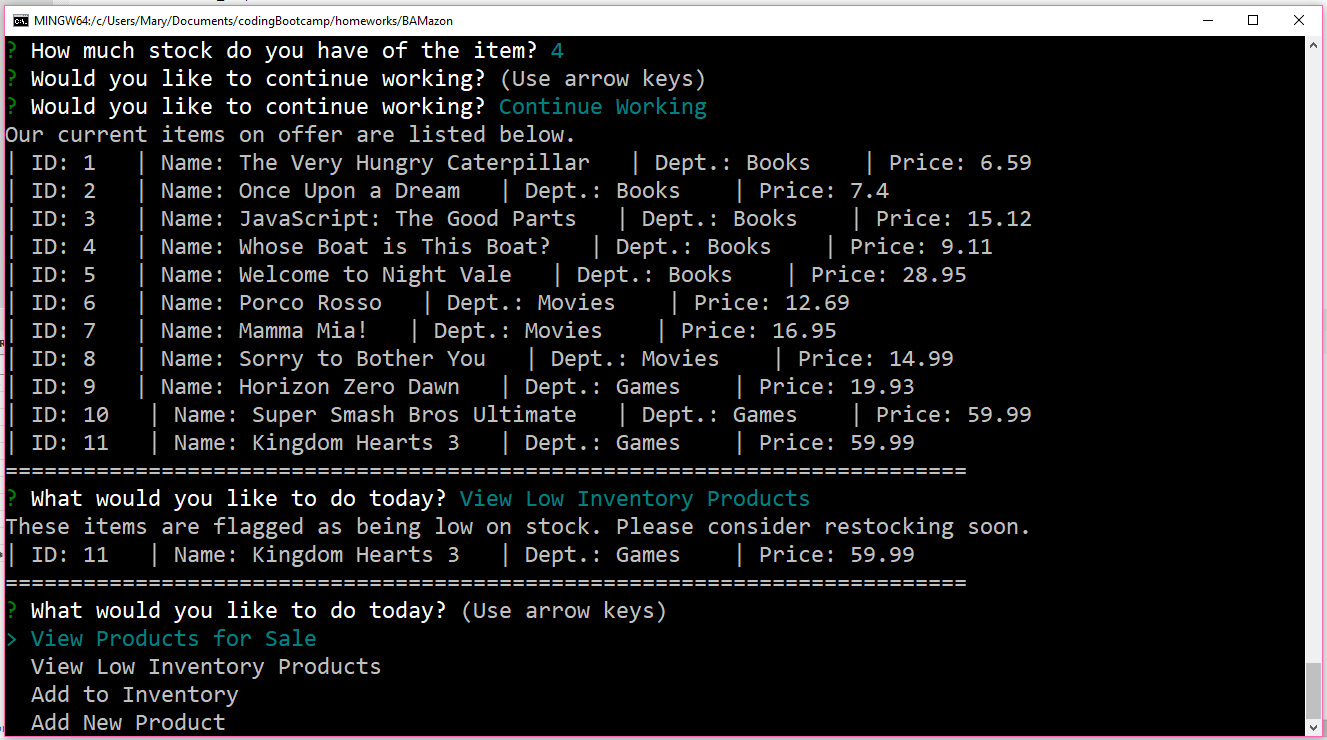 MINGW64:/c/Users/Mary/Documents/codingBootcamp/homeworks/BAMazon
? How much stock do you have of the item? 4
? Would you like to continue working? (Use arrow keys)
? Would you like to continue working? Continue Working
Our current items on offer are listed below.
| ID: 1   | Name: The Very Hungry Caterpillar   | Dept.: Books    | Price: 6.59
| ID: 2   | Name: Once Upon a Dream   | Dept.: Books    | Price: 7.4
| ID: 3   | Name: JavaScript: The Good Parts   | Dept.: Books    | Price: 15.12
| ID: 4   | Name: Whose Boat is This Boat?   | Dept.: Books    | Price: 9.11
| ID: 5   | Name: Welcome to Night Vale   | Dept.: Books    | Price: 28.95
| ID: 6   | Name: Porco Rosso   | Dept.: Movies    | Price: 12.69
| ID: 7   | Name: Mamma Mia!   | Dept.: Movies    | Price: 16.95
| ID: 8   | Name: Sorry to Bother You   | Dept.: Movies    | Price: 14.99
| ID: 9   | Name: Horizon Zero Dawn   | Dept.: Games    | Price: 19.93
| ID: 10   | Name: Super Smash Bros Ultimate   | Dept.: Games    | Price: 59.99
| ID: 11   | Name: Kingdom Hearts 3   | Dept.: Games    | Price: 59.99
==========================================================================
? What would you like to do today? View Low Inventory Products
These items are flagged as being low on stock. Please consider restocking soon.
| ID: 11   | Name: Kingdom Hearts 3   | Dept.: Games    | Price: 59.99
==========================================================================
? What would you like to do today? (Use arrow keys)
> View Products for Sale
  View Low Inventory Products
  Add to Inventory
  Add New Product